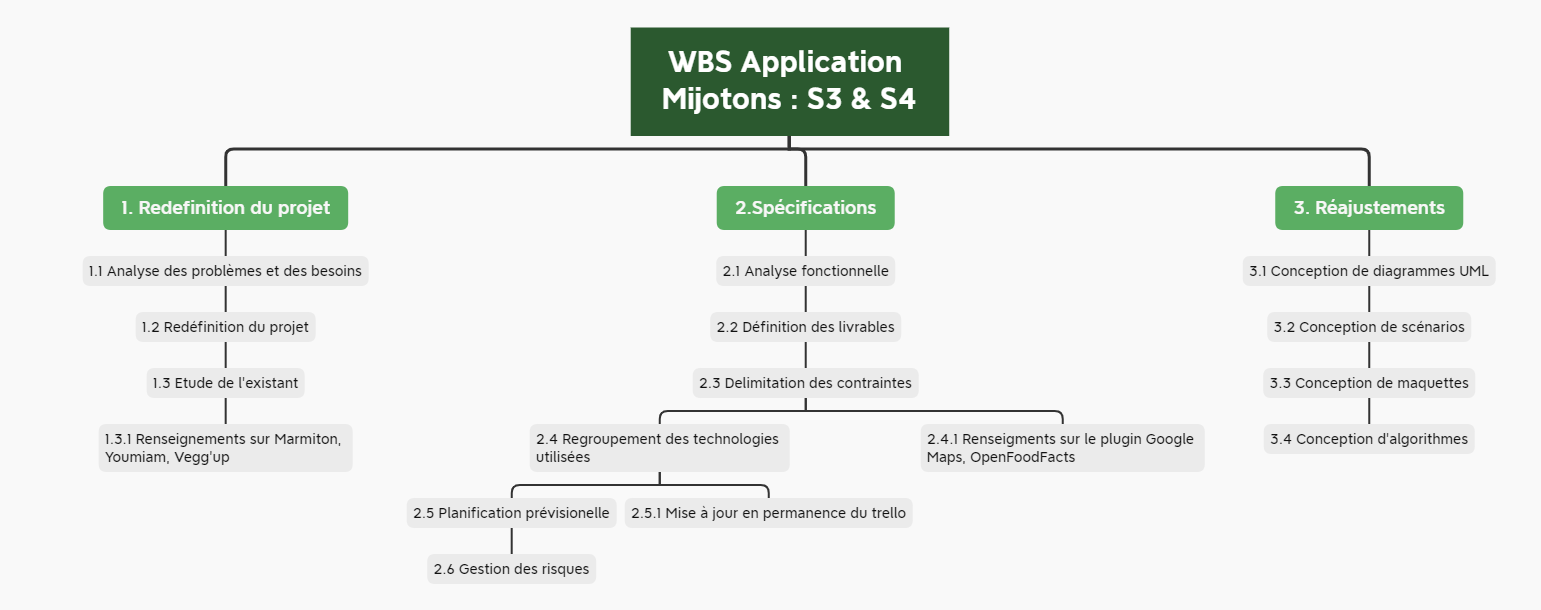 WBS Application
Mijotons : S3 & S4
1. Redefinition du projet
1.1 Analyse des problèmes et des besoins
1.2 Redéfinition du projet
1.3 Etude de l'existant
1.3.1 Renseignements sur Marmiton,
Youmiam, Vegg'up
2.Spécifications
2.1 Analyse fonctionnelle
2.2 Définition des livrables
2.3 Delimitation des contraintes
2.4 Regroupement des technologies
utilisées
2.4.1 Renseigments sur le plugin Google
Maps, OpenFoodFacts
2.5 Planification prévisionelle
2.5.1 Mise à jour en permanence du trello
2.6 Gestion des risques
3. Réajustements
3.1 Conception de diagrammes UML
3.2 Conception de scénarios
3.3 Conception de maquettes
3.4 Conception d'algorithmes